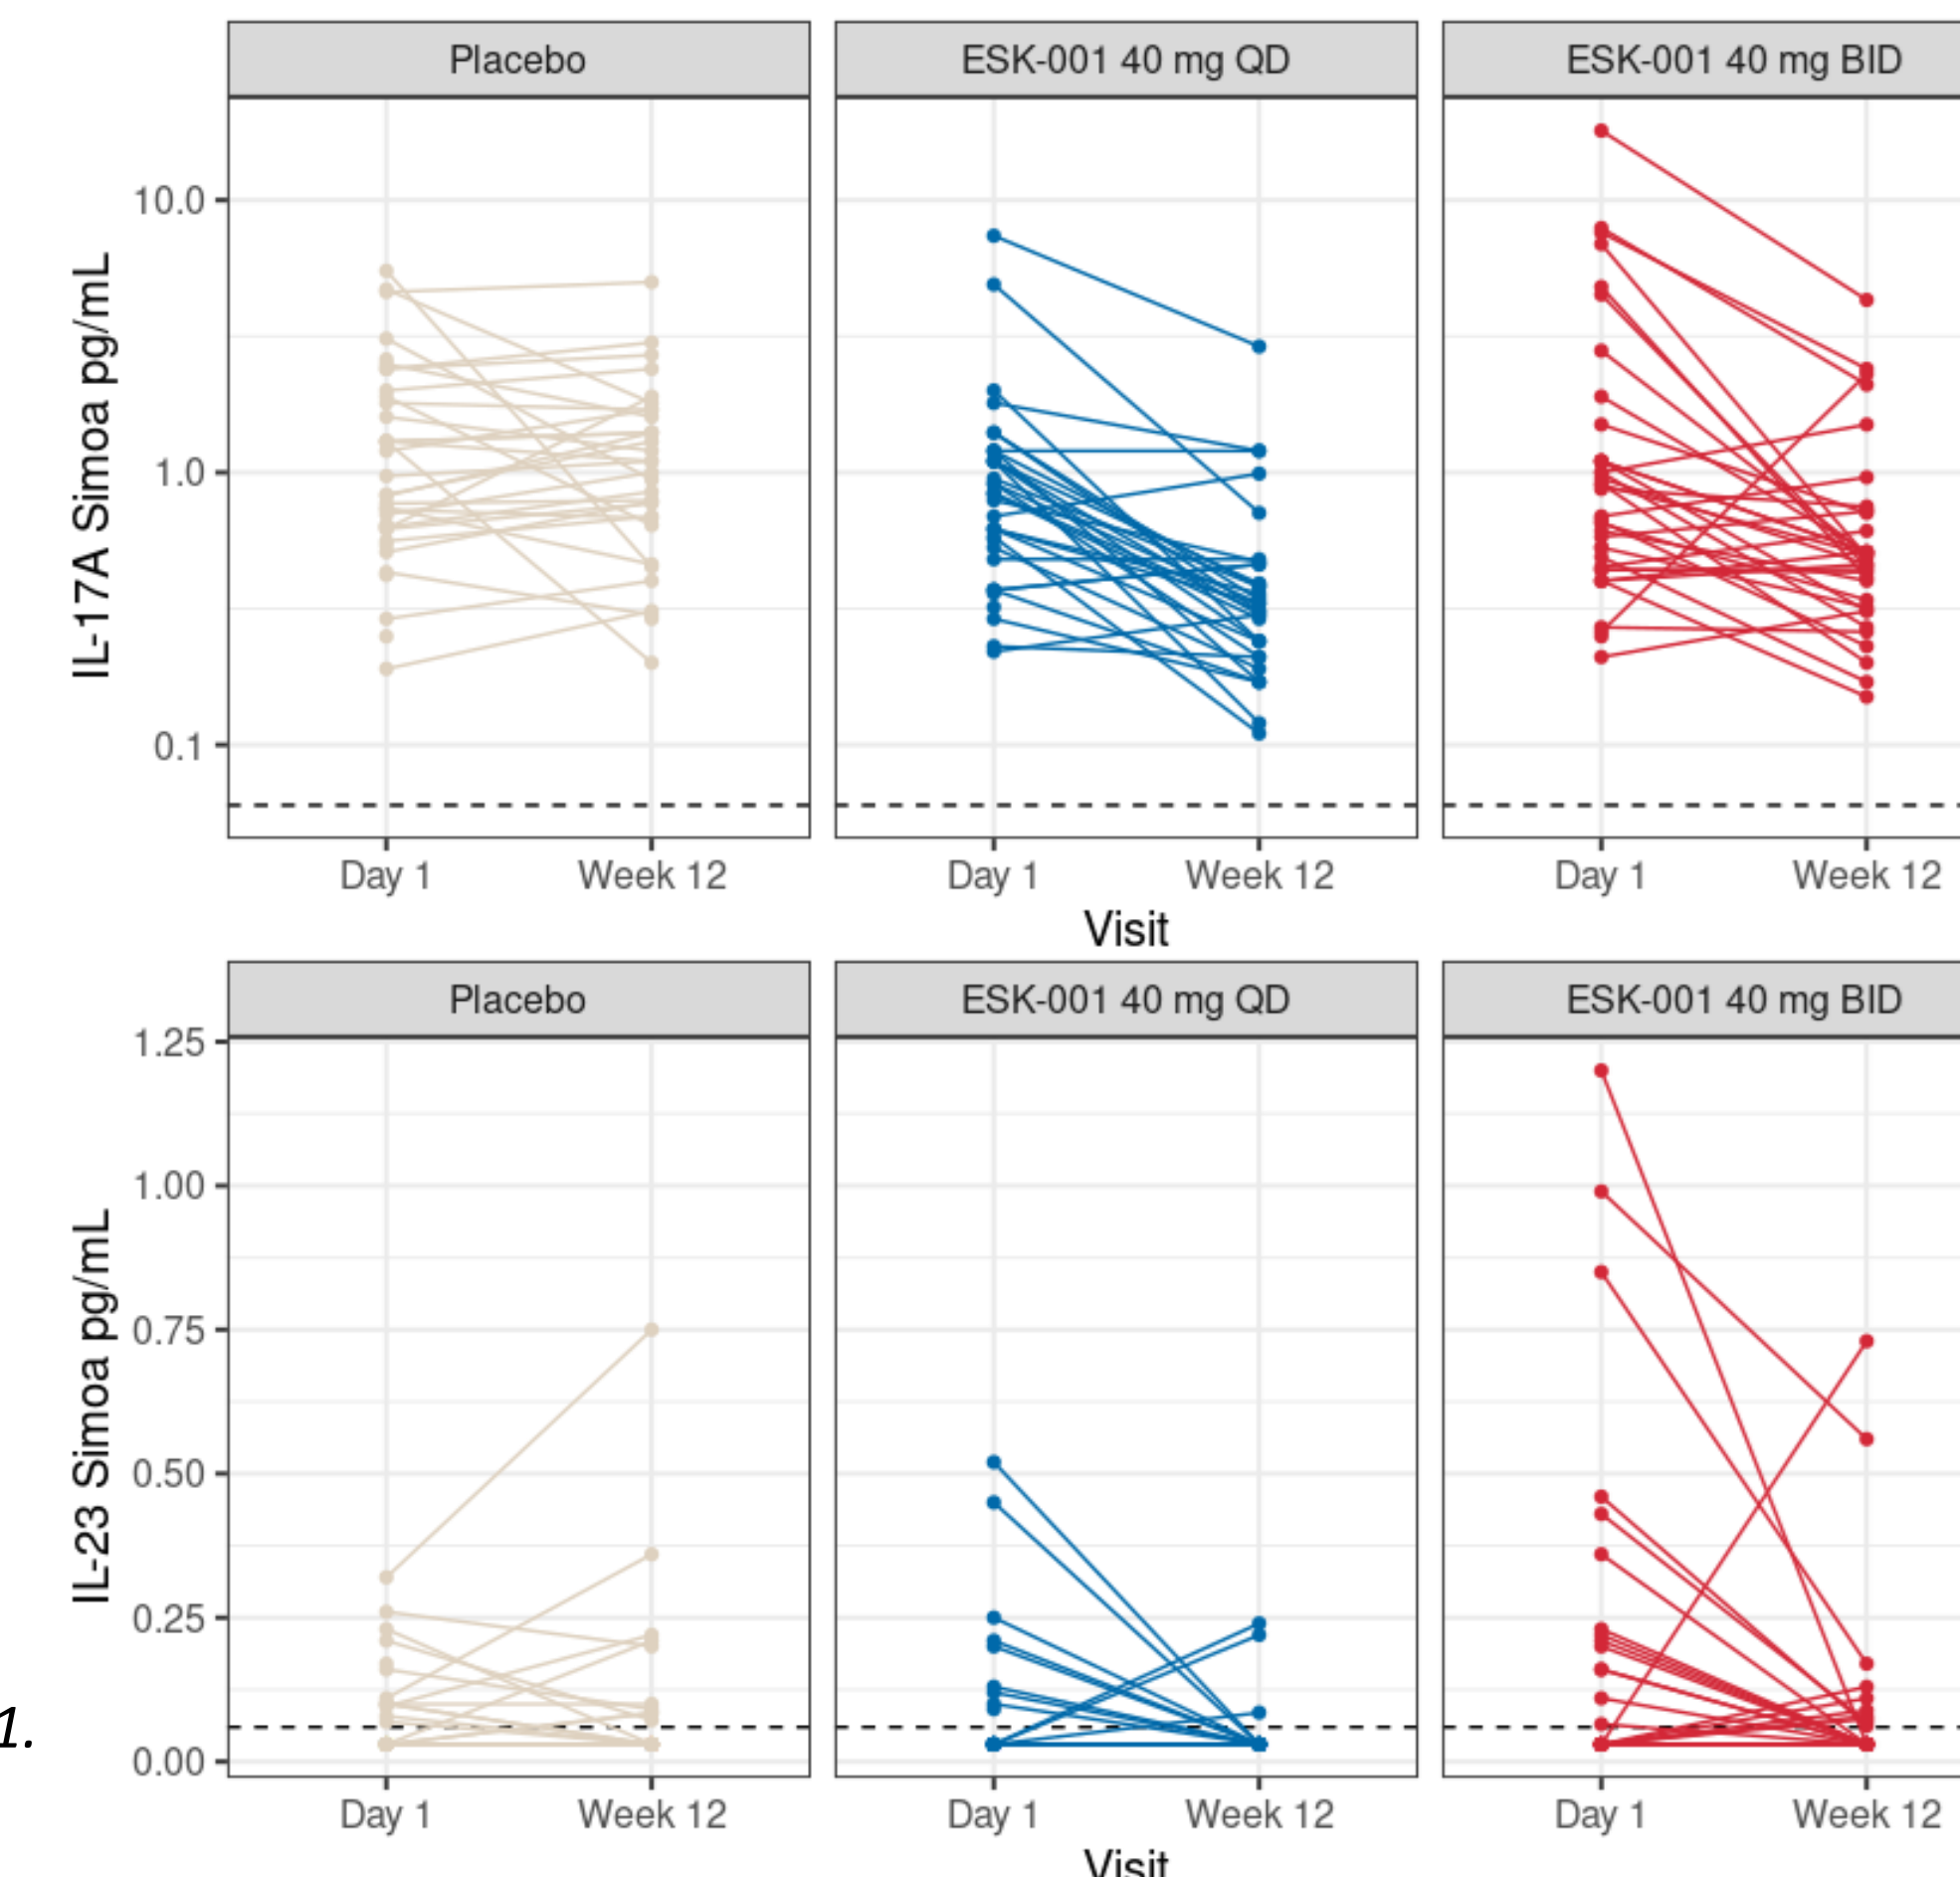 Placebo ESK-001 40 mg QD ESK-001 40 mg BID
IL-17A Simoa pg/mL
10.0
1.0
0.1
Day 1 Week 12 Day 1 Week 12 Day 1 Week 12
Visit
Placebo ESK-001 40 mg QD ESK-001 40 mg BID
IL-23 Simoa pg/mL
1.25
1.00
0.75
0.50
0.25
0.00
1.
Day 1 Week 12 Day 1 Week 12 Day 1 Week 12
Visit